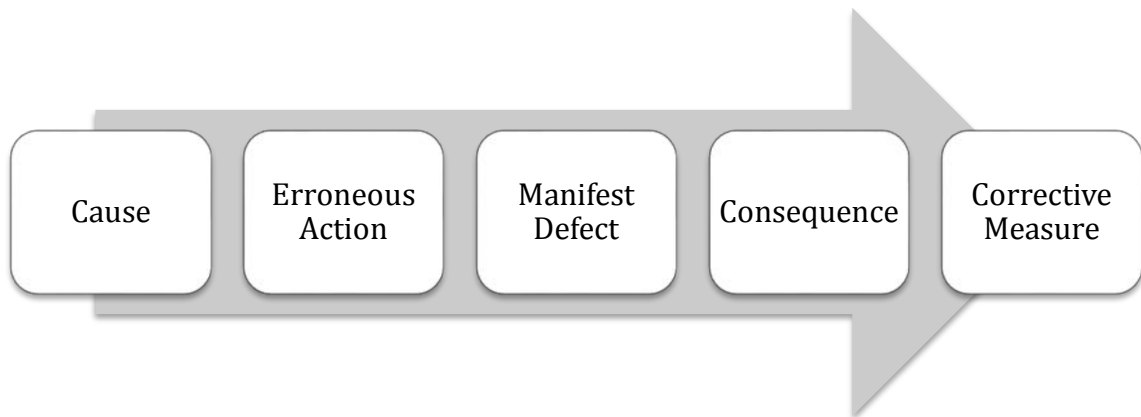 Cause
Erroneous
Action
Manifest
Defect
Consequence
Corrective
Measure